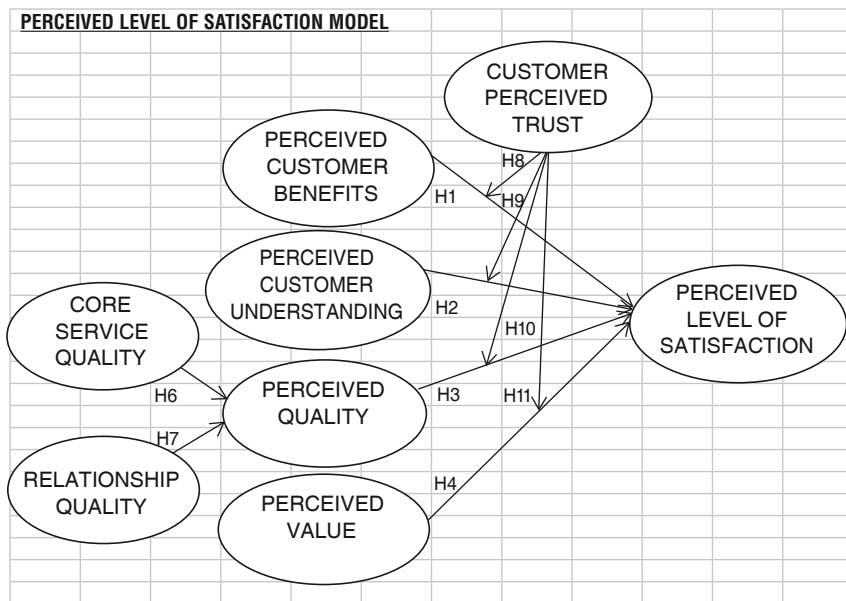 PERCEIVED LEVEL OF SATISFACTION MODEL
CUSTOMER
PERCEIVED
TRUST
PERCEIVED
CUSTOMER
BENEFITS
H8
H1
H9
PERCEIVED
CUSTOMER
UNDERSTANDING
H2
CORE
SERVICE
QUALITY
PERCEIVED
LEVEL OF
SATISFACTION
H10
H6
PERCEIVED
QUALITY
H3
H11
H7
RELATIONSHIP
QUALITY
H4
PERCEIVED
VALUE